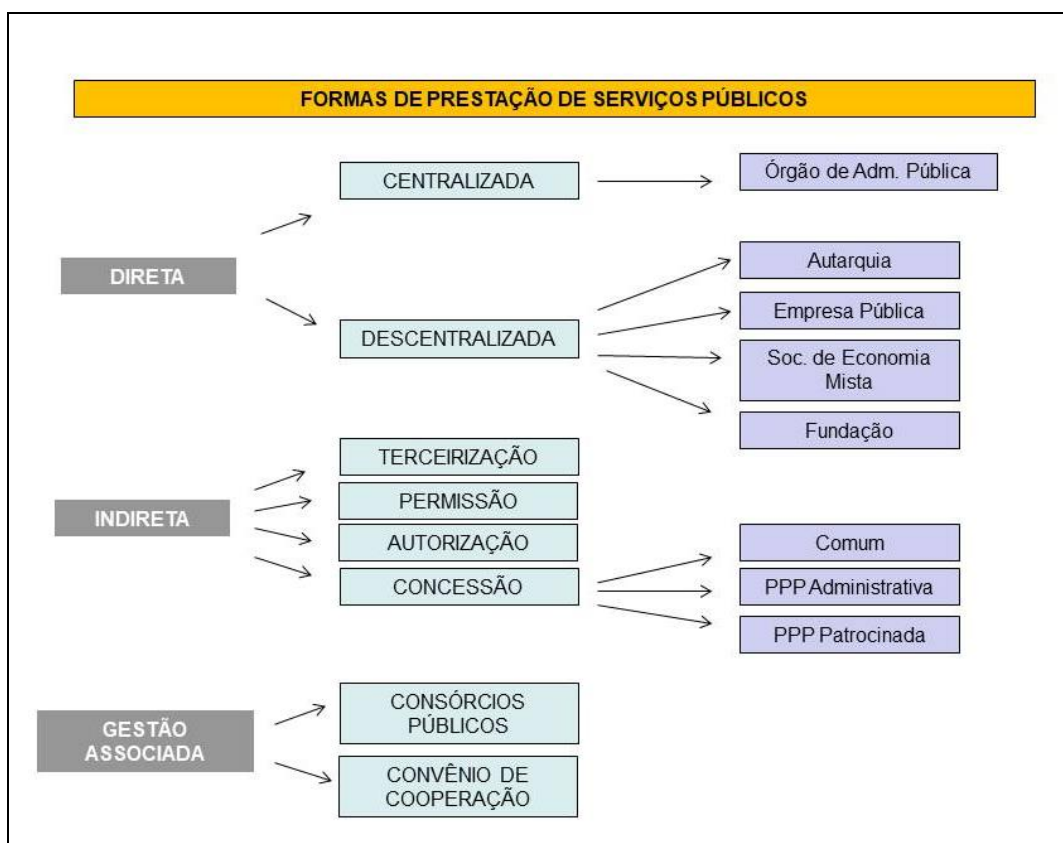 FORMAS DE PRESTAÇÃO DE SERVIÇOS PÚBLICOS
DIRETA
CENTRALIZADA
Órgão de Adm. Pública
DESCENTRALIZADA
Autarquia
Empresa Pública
Soc. de Economia
Mista
Fundação
INDIRETA
TERCEIRIZAÇÃO
PERMISSÃO
AUTORIZAÇÃO
CONCESSÃO
Comum
PPP Administrativa
PPP Patrocinada
GESTÃO
ASSOCIADA
CONSÓRCIOS
PÚBLICOS
CONVÊNIO DE
COOPERAÇÃO